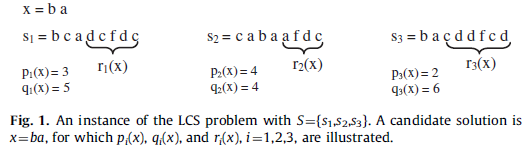 x = b a
s1 = b c a d c f d c s2 = c a b a a f d c s3 = b a c d d f c d
r1(x) r2(x) r3(x)
p1(x)= 3 p2(x)= 4 p3(x)= 2
q1(x)= 5 q2(x)= 4 q3(x)= 6
Fig. 1. An instance of the LCS problem with S={s1,s2,s3}. A candidate solution is
x=ba, for which pi(x), qi(x), and ri(x), i=1,2,3, are illustrated.